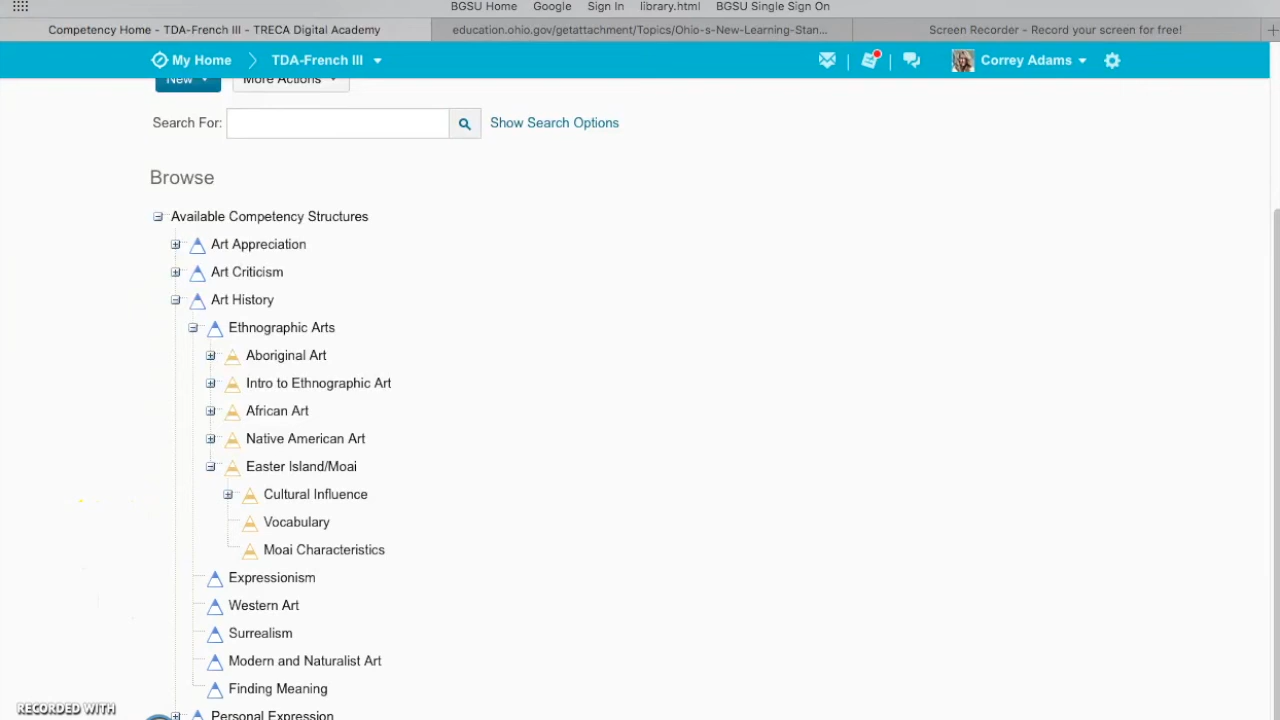 BGSU Home Google Sign In library.html BGSU Single Sign On
Competency Home - TDA-French III - TRECA Digital Academy education.ohio.gov/getattachment/Topics/Ohio-s-New-Learning-Stan... Screen Recorder - Record your screen for free!
My Home TDA-French III Correy Adams
New More Actions
Search For: Show Search Options
Browse
Available Competency Structures
Art Appreciation
Art Criticism
Art History
Ethnographic Arts
Aboriginal Art
Intro to Ethnographic Art
African Art
Native American Art
Easter Island/Moai
Cultural Influence
Vocabulary
Moai Characteristics
Expressionism
Western Art
Surrealism
Modern and Naturalist Art
Finding Meaning
Personal Expression
RECORDED WITH